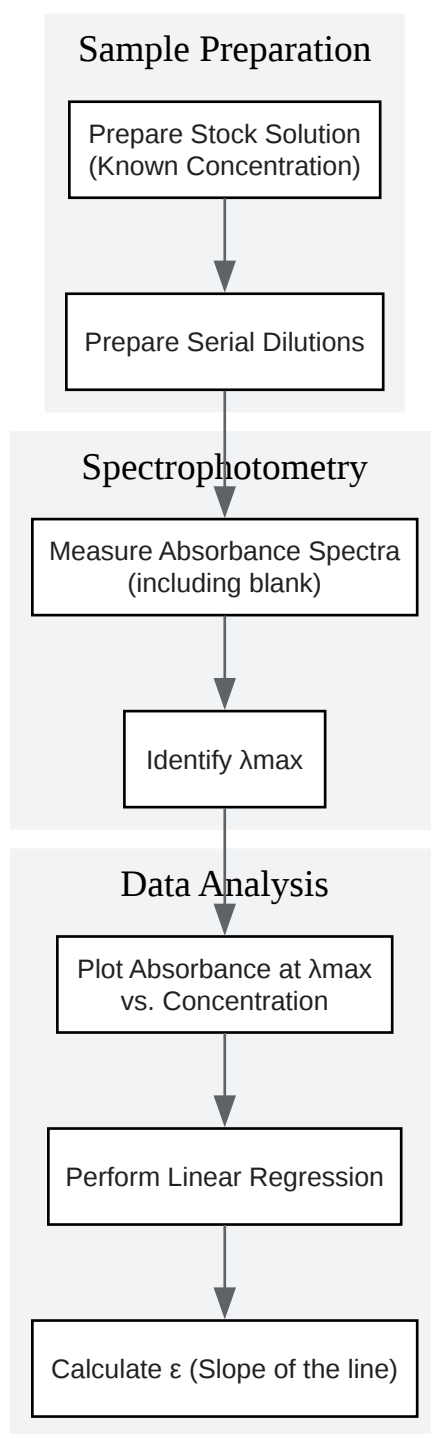 Sample Preparation
Prepare Stock Solution
(Known Concentration)
Prepare Serial Dilutions
Spectrophotometry
Measure Absorbance Spectra
(including blank)
Identify λmax
Data Analysis
Plot Absorbance at λmax
vs. Concentration
Perform Linear Regression
Calculate ε (Slope of the line)